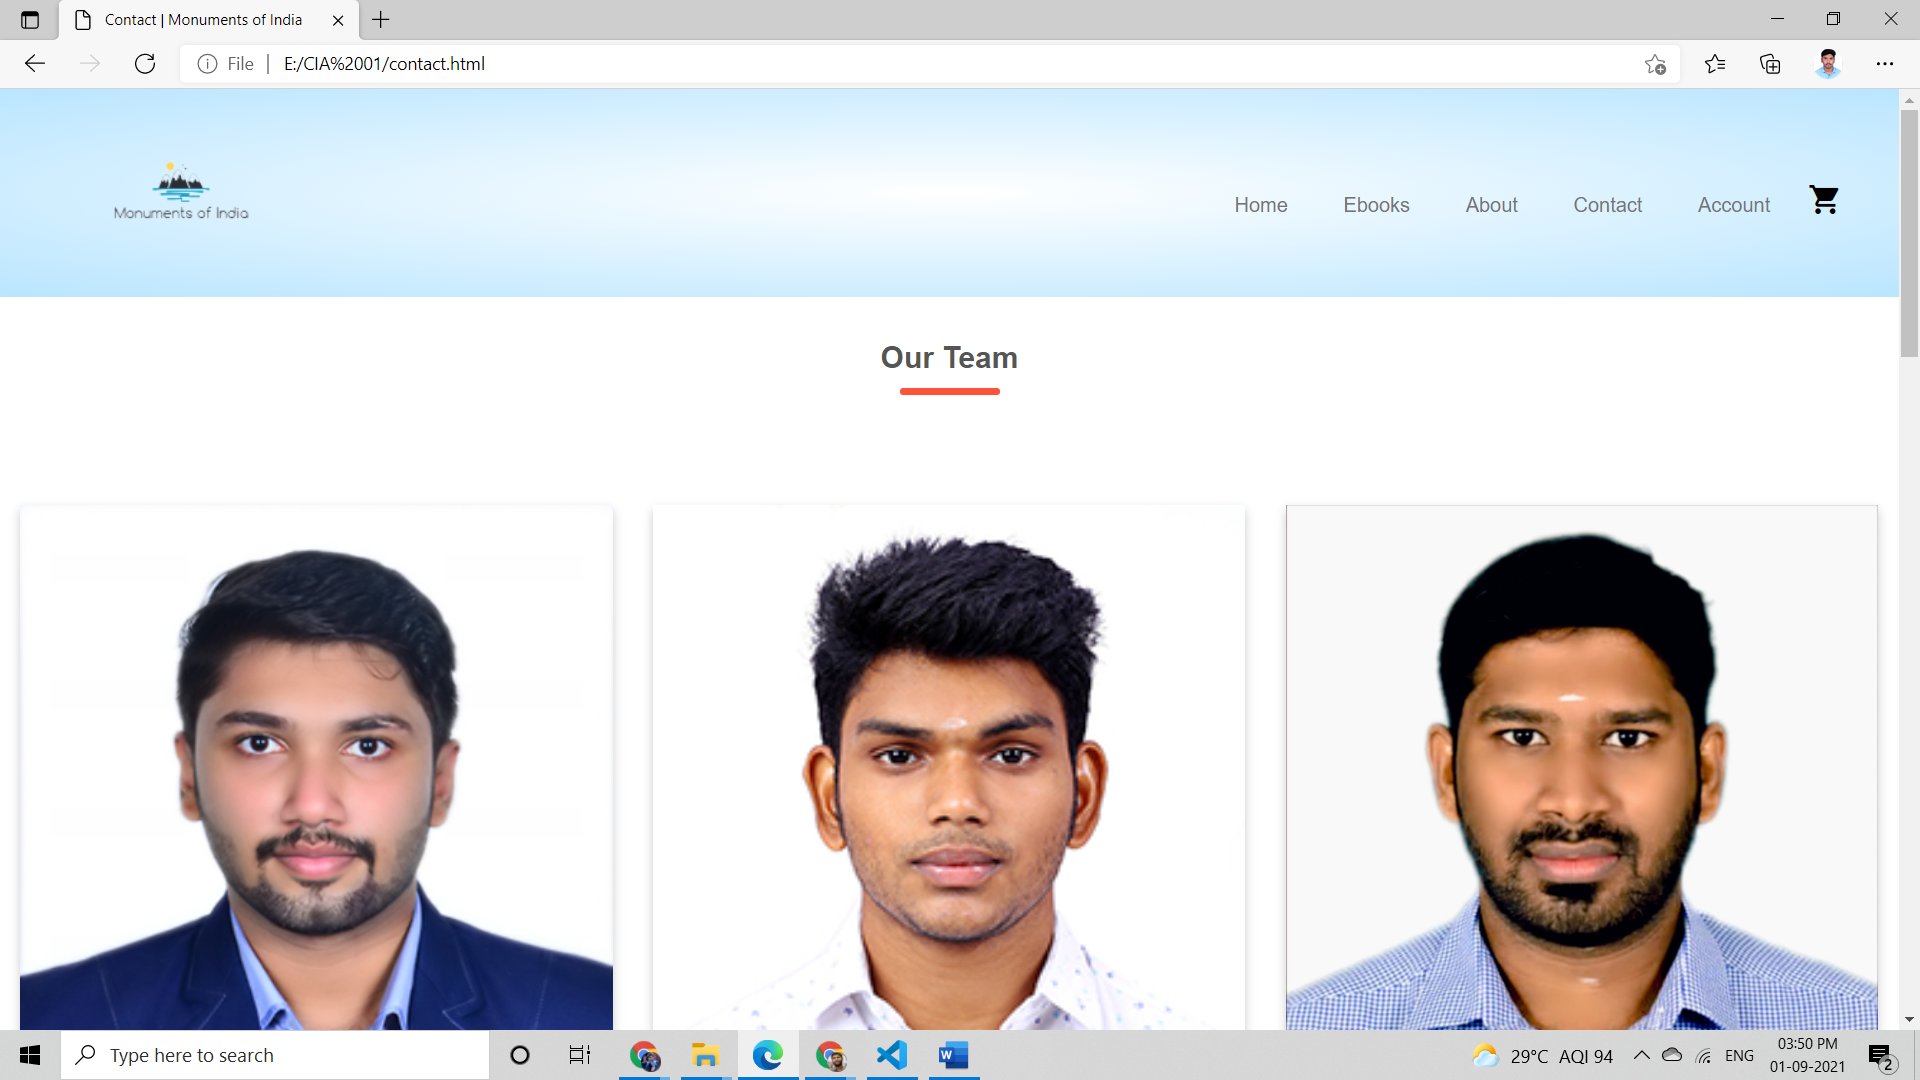 Contact | Monuments of India
File
E:/CIA%2001/contact.html
Monuments of India
Home
Ebooks
About
Contact
Account
Our Team
Type here to search
29°C AQI 94
ENG
03:50 PM
01-09-2021
2